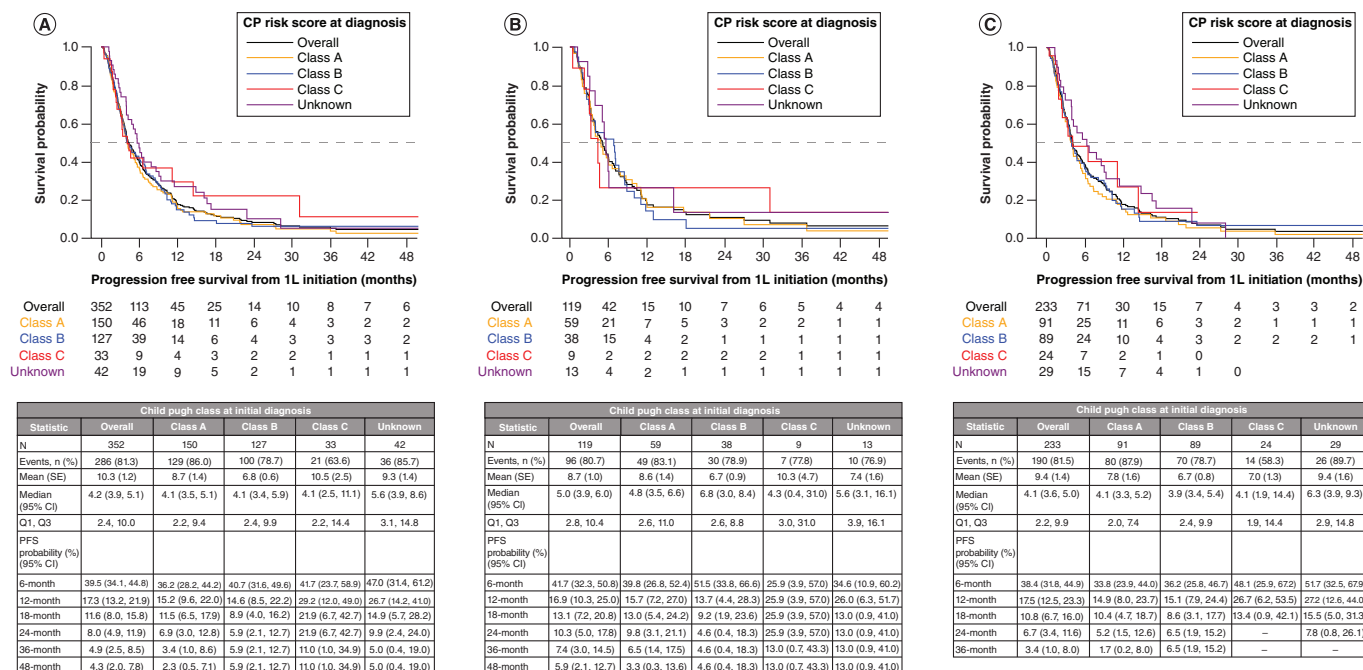 A
CP risk score at diagnosis
Overall
Class A
Class B
Class C
Unknown
Survival probability
1.0
0.8
0.6
0.4
0.2
0.0
0 6 12 18 24 30 36 42 48
Progression free survival from 1L initiation (months)
Overall 352 113 45 25 14 10 8 7 6
Class A 150 46 18 11 6 4 3 2 2
Class B 127 39 14 6 4 3 3 3 2
Class C 33 9 4 3 2 2 1 1 1
Unknown 42 19 9 5 2 1 1 1 1
Child pugh class at initial diagnosis
Statistic Overall Class A Class B Class C Unknown
N 352 150 127 33 42
Events, n (%) 286 (81.3) 129 (86.0) 100 (78.7) 21 (63.6) 36 (85.7)
Mean (SE) 10.3 (1.2) 8.7 (1.4) 6.8 (0.6) 10.5 (2.5) 9.3 (1.4)
Median (95% CI) 4.2 (3.9, 5.1) 4.1 (3.5, 5.1) 4.1 (3.4, 5.9) 4.1 (2.5, 11.1) 5.6 (3.9, 8.6)
Q1, Q3 2.4, 10.0 2.2, 9.4 2.4, 9.9 2.2, 14.4 3.1, 14.8
PFS
probability (%)
(95% CI)
6-month 39.5 (34.1, 44.8) 36.2 (28.2, 44.2) 40.7 (31.6, 49.6) 41.7 (23.7, 58.9) 47.0 (31.4, 61.2)
12-month 17.3 (13.2, 21.9) 15.2 (9.6, 22.0) 14.6 (8.5, 22.2) 29.2 (12.0, 49.0) 26.7 (14.2, 41.0)
18-month 11.6 (8.0, 15.8) 11.5 (6.5, 17.9) 8.9 (4.0, 16.2) 21.9 (6.7, 42.7) 14.9 (5.7, 28.2)
24-month 8.0 (4.9, 11.9) 6.9 (3.0, 12.8) 5.9 (2.1, 12.7) 21.9 (6.7, 42.7) 9.9 (2.4, 24.0)
36-month 4.9 (2.5, 8.5) 3.4 (1.0, 8.6) 5.9 (2.1, 12.7) 11.0 (1.0, 34.9) 5.0 (0.4, 19.0)
48-month 4.3 (2.0, 7.8) 2.3 (0.5, 7.1) 5.9 (2.1, 12.7) 11.0 (1.0, 34.9) 5.0 (0.4, 19.0)
B
CP risk score at diagnosis
Overall
Class A
Class B
Class C
Unknown
Survival probability
1.0
0.8
0.6
0.4
0.2
0.0
0 6 12 18 24 30 36 42 48
Progression free survival from 1L initiation (months)
Overall 119 42 15 10 7 6 5 4 4
Class A 59 21 7 5 3 2 2 1 1
Class B 38 15 4 2 1 1 1 1 1
Class C 9 2 2 2 2 2 1 1 1
Unknown 13 4 2 1 1 1 1 1 1
Child pugh class at initial diagnosis
Statistic Overall Class A Class B Class C Unknown
N 119 59 38 9 13
Events, n (%) 96 (80.7) 49 (83.1) 30 (78.9) 7 (77.8) 10 (76.9)
Mean (SE) 8.7 (1.0) 8.6 (1.4) 6.7 (0.9) 10.3 (4.7) 7.4 (1.6)
Median (95% CI) 5.0 (3.9, 6.0) 4.8 (3.5, 6.6) 6.8 (3.0, 8.4) 4.3 (0.4, 31.0) 5.6 (3.1, 16.1)
Q1, Q3 2.8, 10.4 2.6, 11.0 2.6, 8.8 3.0, 31.0 3.9, 16.1
PFS
probability (%)
(95% CI)
6-month 41.7 (32.3, 50.8) 39.8 (26.8, 52.4) 51.5 (33.8, 66.6) 25.9 (3.9, 57.0) 34.6 (10.9, 60.2)
12-month 16.9 (10.3, 25.0) 15.7 (7.2, 27.0) 13.7 (4.4, 28.3) 25.9 (3.9, 57.0) 26.0 (6.3, 51.7)
18-month 13.1 (7.2, 20.8) 13.0 (5.4, 24.2) 9.2 (1.9, 23.6) 25.9 (3.9, 57.0) 13.0 (0.9, 41.0)
24-month 10.3 (5.0, 17.8) 9.8 (3.1, 21.1) 4.6 (0.4, 18.3) 25.9 (3.9, 57.0) 13.0 (0.9, 41.0)
36-month 7.4 (3.0, 14.5) 6.5 (1.4, 17.5) 4.6 (0.4, 18.3) 13.0 (0.7, 43.3) 13.0 (0.9, 41.0)
48-month 5.9 (2.1, 12.7) 3.3 (0.3, 13.6) 4.6 (0.4, 18.3) 13.0 (0.7, 43.3) 13.0 (0.9, 41.0)
C
CP risk score at diagnosis
Overall
Class A
Class B
Class C
Unknown
Survival probability
1.0
0.8
0.6
0.4
0.2
0.0
0 6 12 18 24 30 36 42 48
Progression free survival from 1L initiation (months)
Overall 233 71 30 15 7 4 3 3 2
Class A 91 25 11 6 3 2 1 1 1
Class B 89 24 10 4 3 2 2 2 1
Class C 24 7 2 1 0
Unknown 29 15 7 4 1 0
Child pugh class at initial diagnosis
Statistic Overall Class A Class B Class C Unknown
N 233 91 89 24 29
Events, n (%) 190 (81.5) 80 (87.9) 70 (78.7) 14 (58.3) 26 (89.7)
Mean (SE) 9.4 (1.4) 7.8 (1.6) 6.7 (0.8) 7.0 (1.3) 9.4 (1.6)
Median (95% CI) 4.1 (3.6, 5.0) 4.1 (3.3, 5.2) 3.9 (3.4, 5.4) 4.1 (1.9, 14.4) 6.3 (3.9, 9.3)
Q1, Q3 2.2, 9.9 2.0, 7.4 2.4, 9.9 1.9, 14.4 2.9, 14.8
PFS
probability (%)
(95% CI)
6-month 38.4 (31.8, 44.9) 33.8 (23.9, 44.0) 36.2 (25.8, 46.7) 48.1 (25.9, 67.2) 51.7 (32.5, 67.9)
12-month 17.5 (12.5, 23.3) 14.9 (8.0, 23.7) 15.1 (7.9, 24.4) 26.7 (6.2, 53.5) 27.2 (12.6, 44.0)
18-month 10.8 (6.7, 16.0) 10.4 (4.7, 18.7) 8.6 (3.1, 17.7) 13.4 (0.9, 42.1) 15.5 (5.0, 31.3)
24-month 6.7 (3.4, 11.6) 5.2 (1.5, 12.6) 6.5 (1.9, 15.2) – 7.8 (0.8, 26.1)
36-month 3.4 (1.0, 8.0) 1.7 (0.2, 8.0) 6.5 (1.9, 15.2) – –